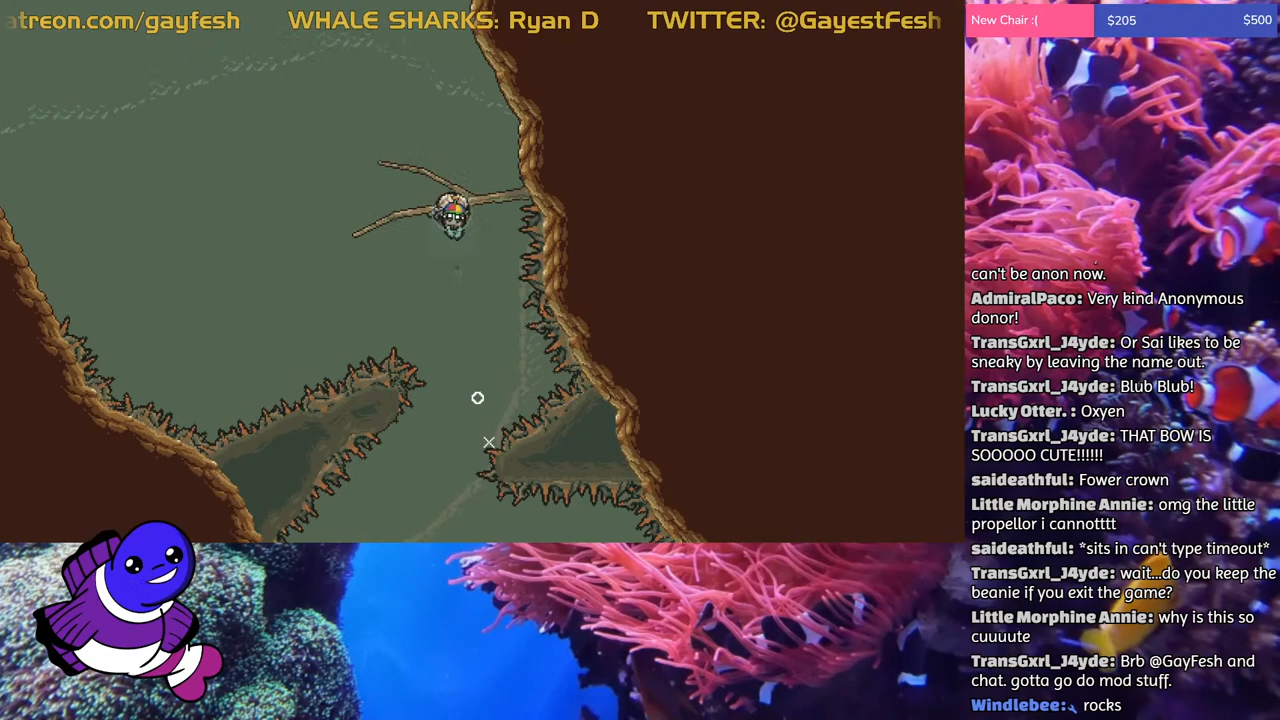 atreon.com/gayfesh WHALE SHARKS: Ryan D TWITTER: @GayestFesh
New Chair :( $205 $500
can't be anon now.
AdmiralPaco: Very kind Anonymous
donor!
TransGxrl_J4yde: Or Sai likes to be
sneaky by leaving the name out.
TransGxrl_J4yde: Blub Blub!
Lucky Otter. : Oxyen
TransGxrl_J4yde: THAT BOW IS
SOOOOO CUTE!!!!!!
saideathful: Fower crown
Little Morphine Annie: omg the little
propellor i cannotttt
saideathful: *sits in can't type timeout*
TransGxrl_J4yde: wait...do you keep the
beanie if you exit the game?
Little Morphine Annie: why is this so
cuuuute
TransGxrl_J4yde: Brb @GayFesh and
chat. gotta go do mod stuff.
Windlebee: rocks